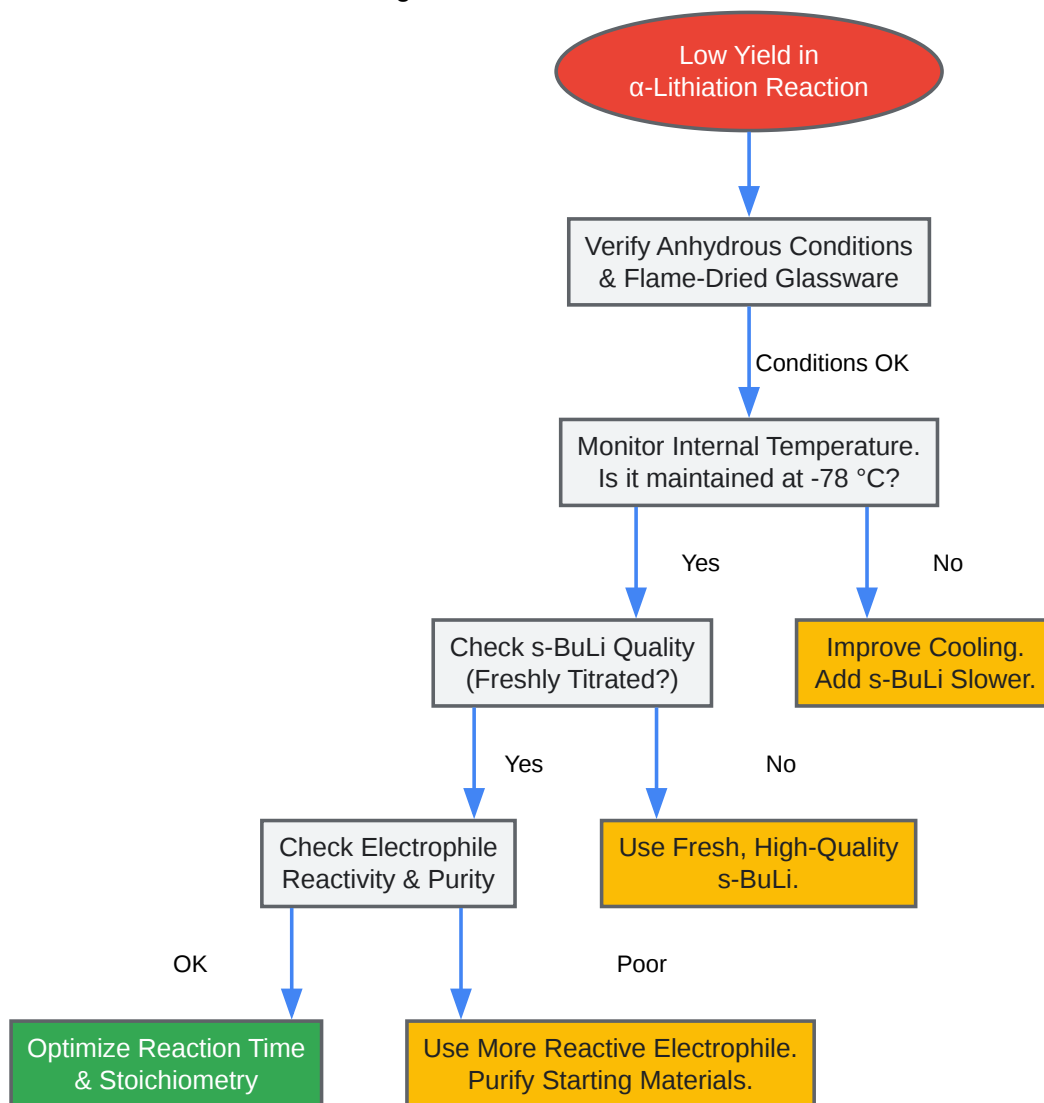 Low Yield in
α-Lithiation Reaction
Verify Anhydrous Conditions
& Flame-Dried Glassware
Conditions OK
Monitor Internal Temperature.
Is it maintained at -78 °C?
Yes
No
Check s-BuLi Quality
(Freshly Titrated?)
Improve Cooling.
Add s-BuLi Slower.
Yes
No
Check Electrophile
Reactivity & Purity
Use Fresh, High-Quality
s-BuLi.
OK
Poor
Optimize Reaction Time
& Stoichiometry
Use More Reactive Electrophile.
Purify Starting Materials.